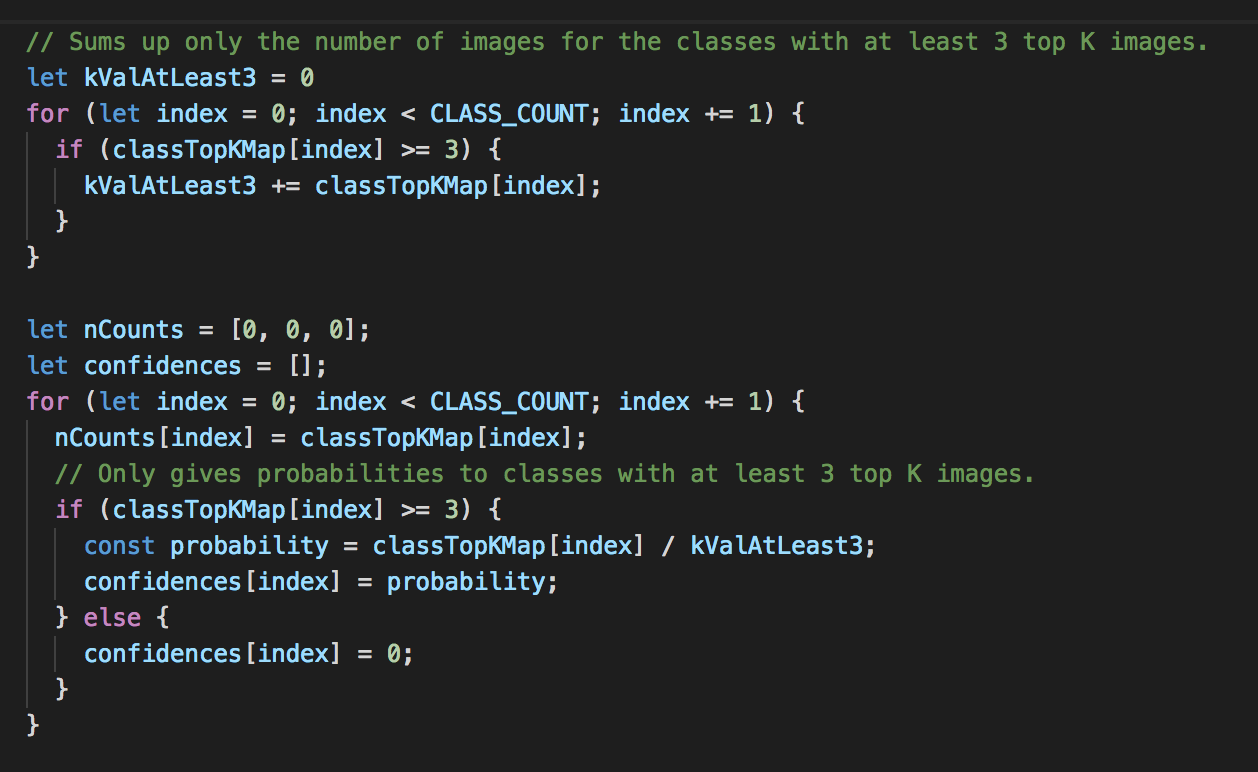 // Sums up only the number of images for the classes with at least 3 top K images.
let kValAtLeast3 = 0
for (let index = 0; index < CLASS_COUNT; index += 1) {
  if (classTopKMap[index] >= 3) {
    kValAtLeast3 += classTopKMap[index];
  }
}

let nCounts = [0, 0, 0];
let confidences = [];
for (let index = 0; index < CLASS_COUNT; index += 1) {
  nCounts[index] = classTopKMap[index];
  // Only gives probabilities to classes with at least 3 top K images.
  if (classTopKMap[index] >= 3) {
    const probability = classTopKMap[index] / kValAtLeast3;
    confidences[index] = probability;
  } else {
    confidences[index] = 0;
  }
}